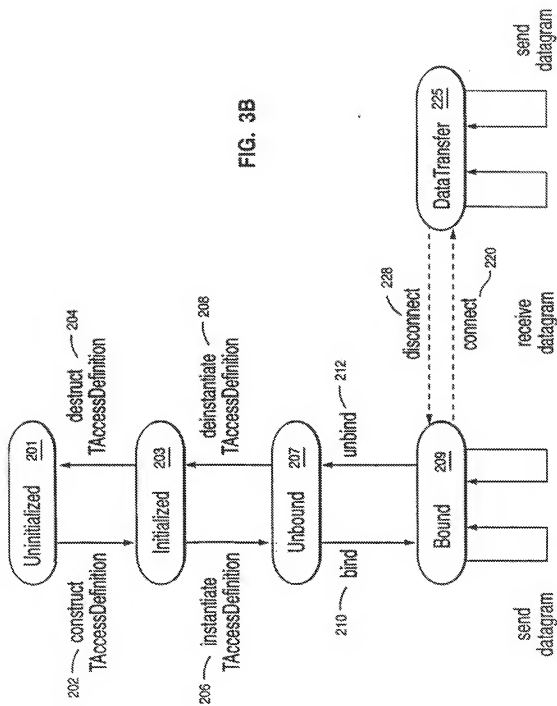 Uninitialized 201
202 construct
TAccessDefinition
destruct 204
TAccessDefinition
Initialized 203
206 instantiate
TAccessDefinition
deinstantiate 208
TAccessDefinition
Unbound 207
210 bind
unbind 212
Bound 209
disconnect 228
connect 220
DataTransfer 225
send
datagram
receive
datagram
send
datagram
FIG. 3B